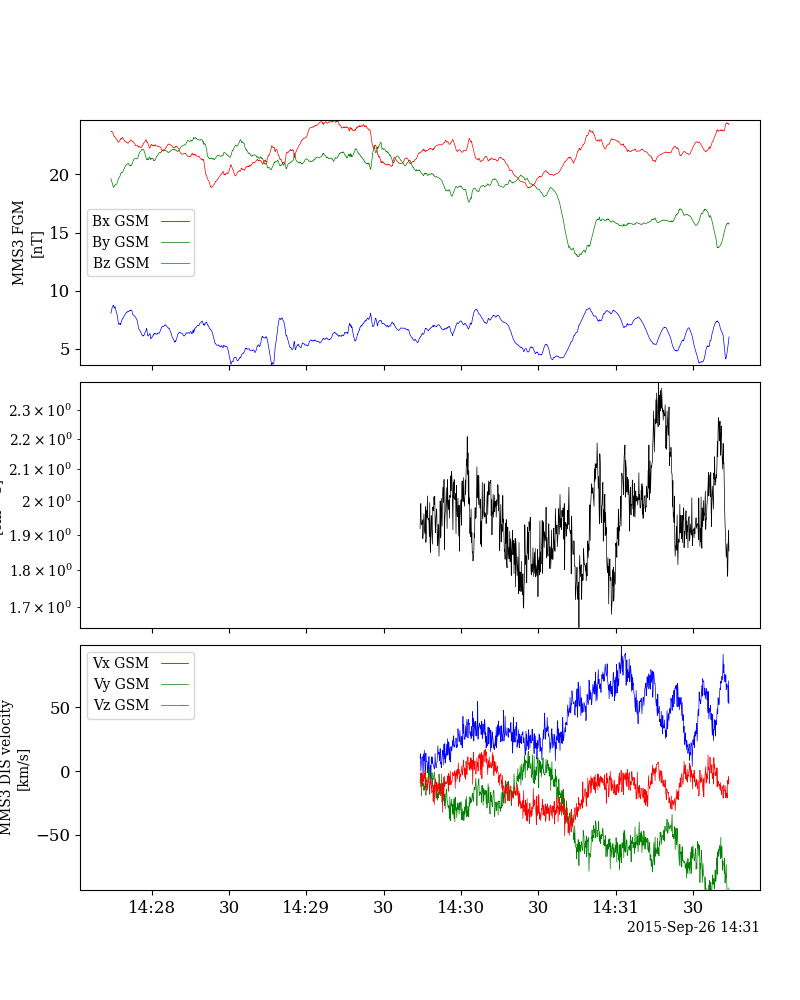 20
15
10
5
MMS3 FGM
[nT]
Bx GSM
By GSM
Bz GSM
2.3 × 10⁰
2.2 × 10⁰
2.1 × 10⁰
2 × 10⁰
1.9 × 10⁰
1.8 × 10⁰
1.7 × 10⁰
50
0
−50
MMS3 DIS velocity
[km/s]
Vx GSM
Vy GSM
Vz GSM
14:28 30 14:29 30 14:30 30 14:31 30
2015-Sep-26 14:31